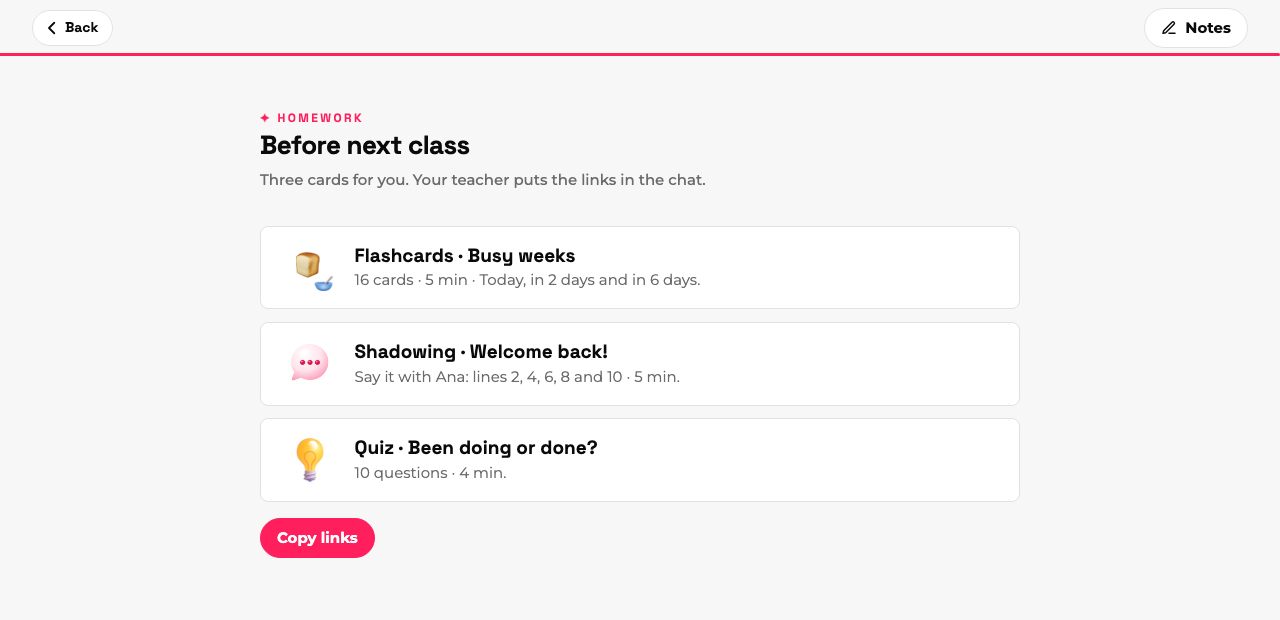 Back
Notes
✦ HOMEWORK
Before next class
Three cards for you. Your teacher puts the links in the chat.
Flashcards · Busy weeks
16 cards · 5 min · Today, in 2 days and in 6 days.
Shadowing · Welcome back!
Say it with Ana: lines 2, 4, 6, 8 and 10 · 5 min.
Quiz · Been doing or done?
10 questions · 4 min.
Copy links